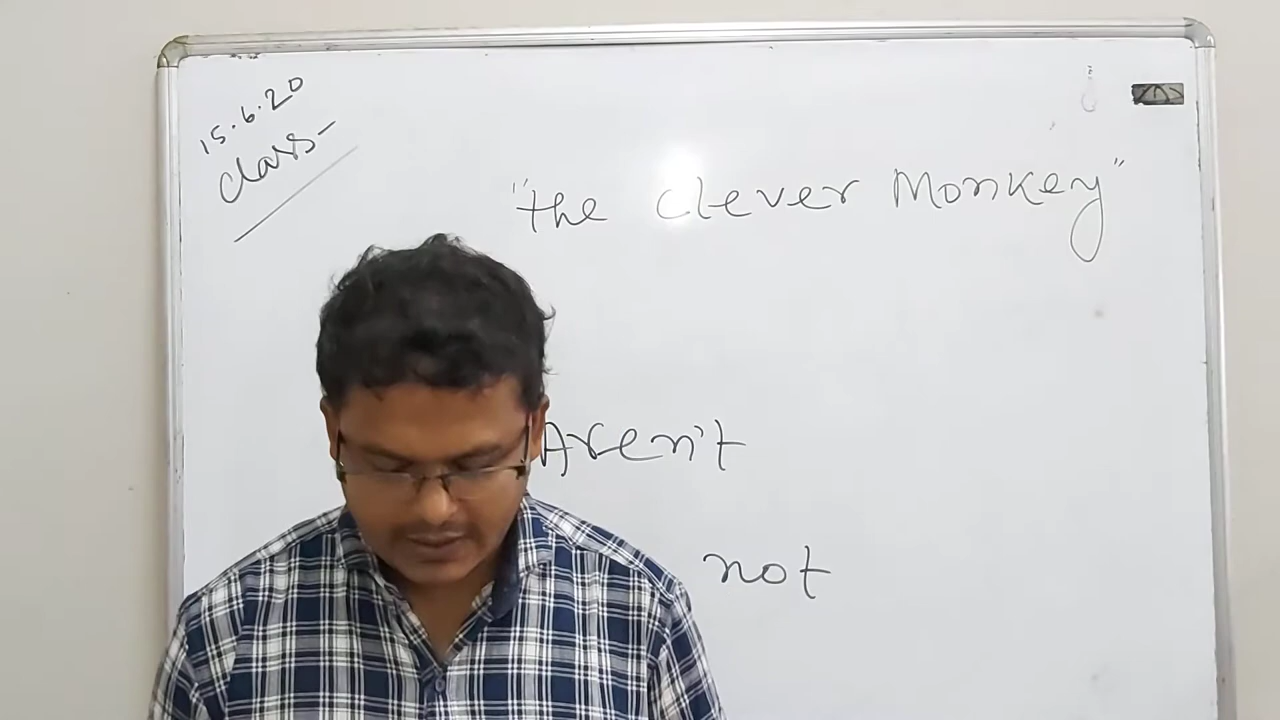 15.6.20
class-
"the clever Monkey"
Aren't
not